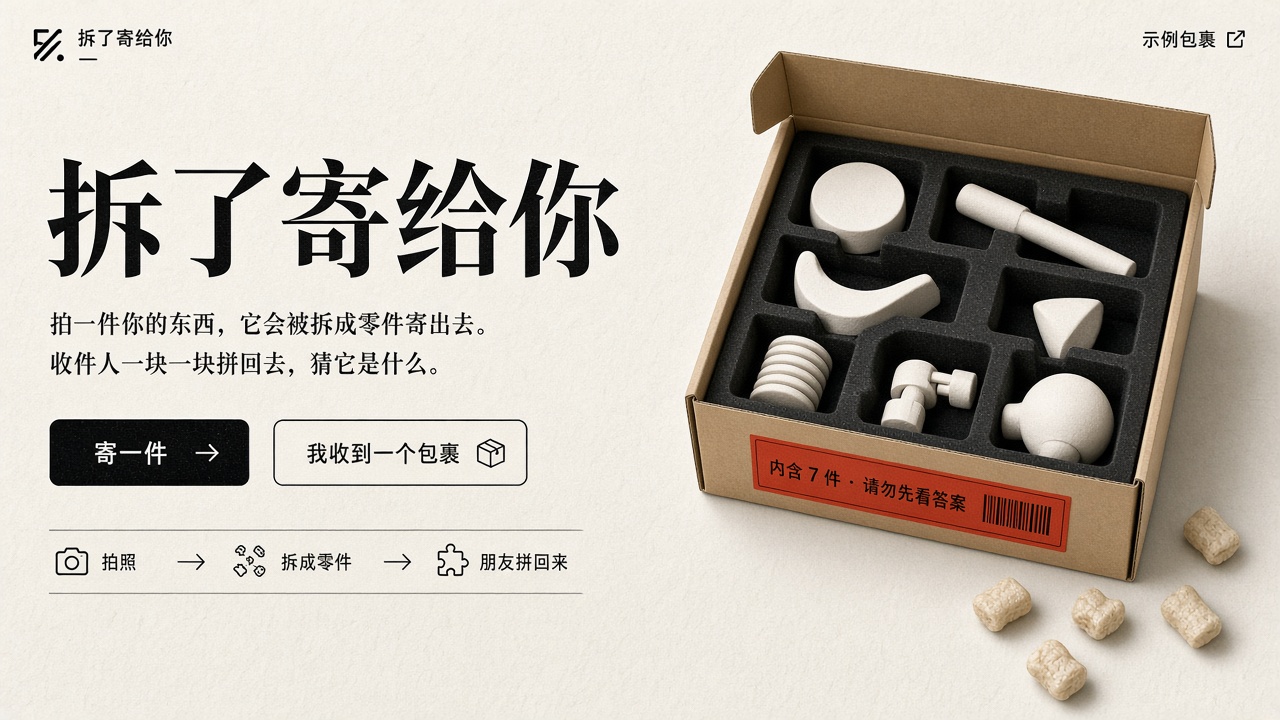 拆了寄给你
示例包裹
拆了寄给你
拍一件你的东西，它会被拆成零件寄出去。
收件人一块一块拼回去，猜它是什么。
寄一件
我收到一个包裹
内含 7 件 · 请勿先看答案
拍照
拆成零件
朋友拼回来